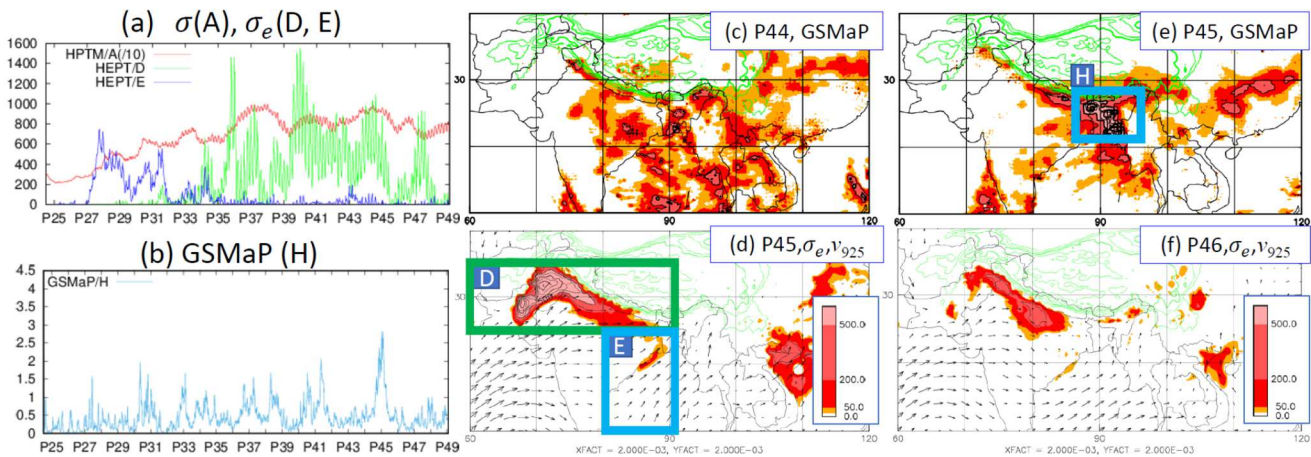 (a) σ(A), σe(D, E)
1600
1400
1200
1000
800
600
400
200
0
HPTM/A(/10)
HEPT/D
HEPT/E
P25 P27 P29 P31 P33 P35 P37 P39 P41 P43 P45 P47 P49
(b) GSMaP (H)
4.5
4
3.5
3
2.5
2
1.5
1
0.5
0
GSMaP/H
P25 P27 P29 P31 P33 P35 P37 P39 P41 P43 P45 P47 P49
(c) P44, GSMaP
30
60 90 120
(e) P45, GSMaP
H
30
60 90 120
(d) P45,σe,v925
D
E
30
500.0
200.0
50.0
0.0
60 90 120
XFACT = 2.000E-03, YFACT = 2.000E-03
(f) P46,σe,v925
30
500.0
200.0
50.0
0.0
60 90 120
XFACT = 2.000E-03, YFACT = 2.000E-03